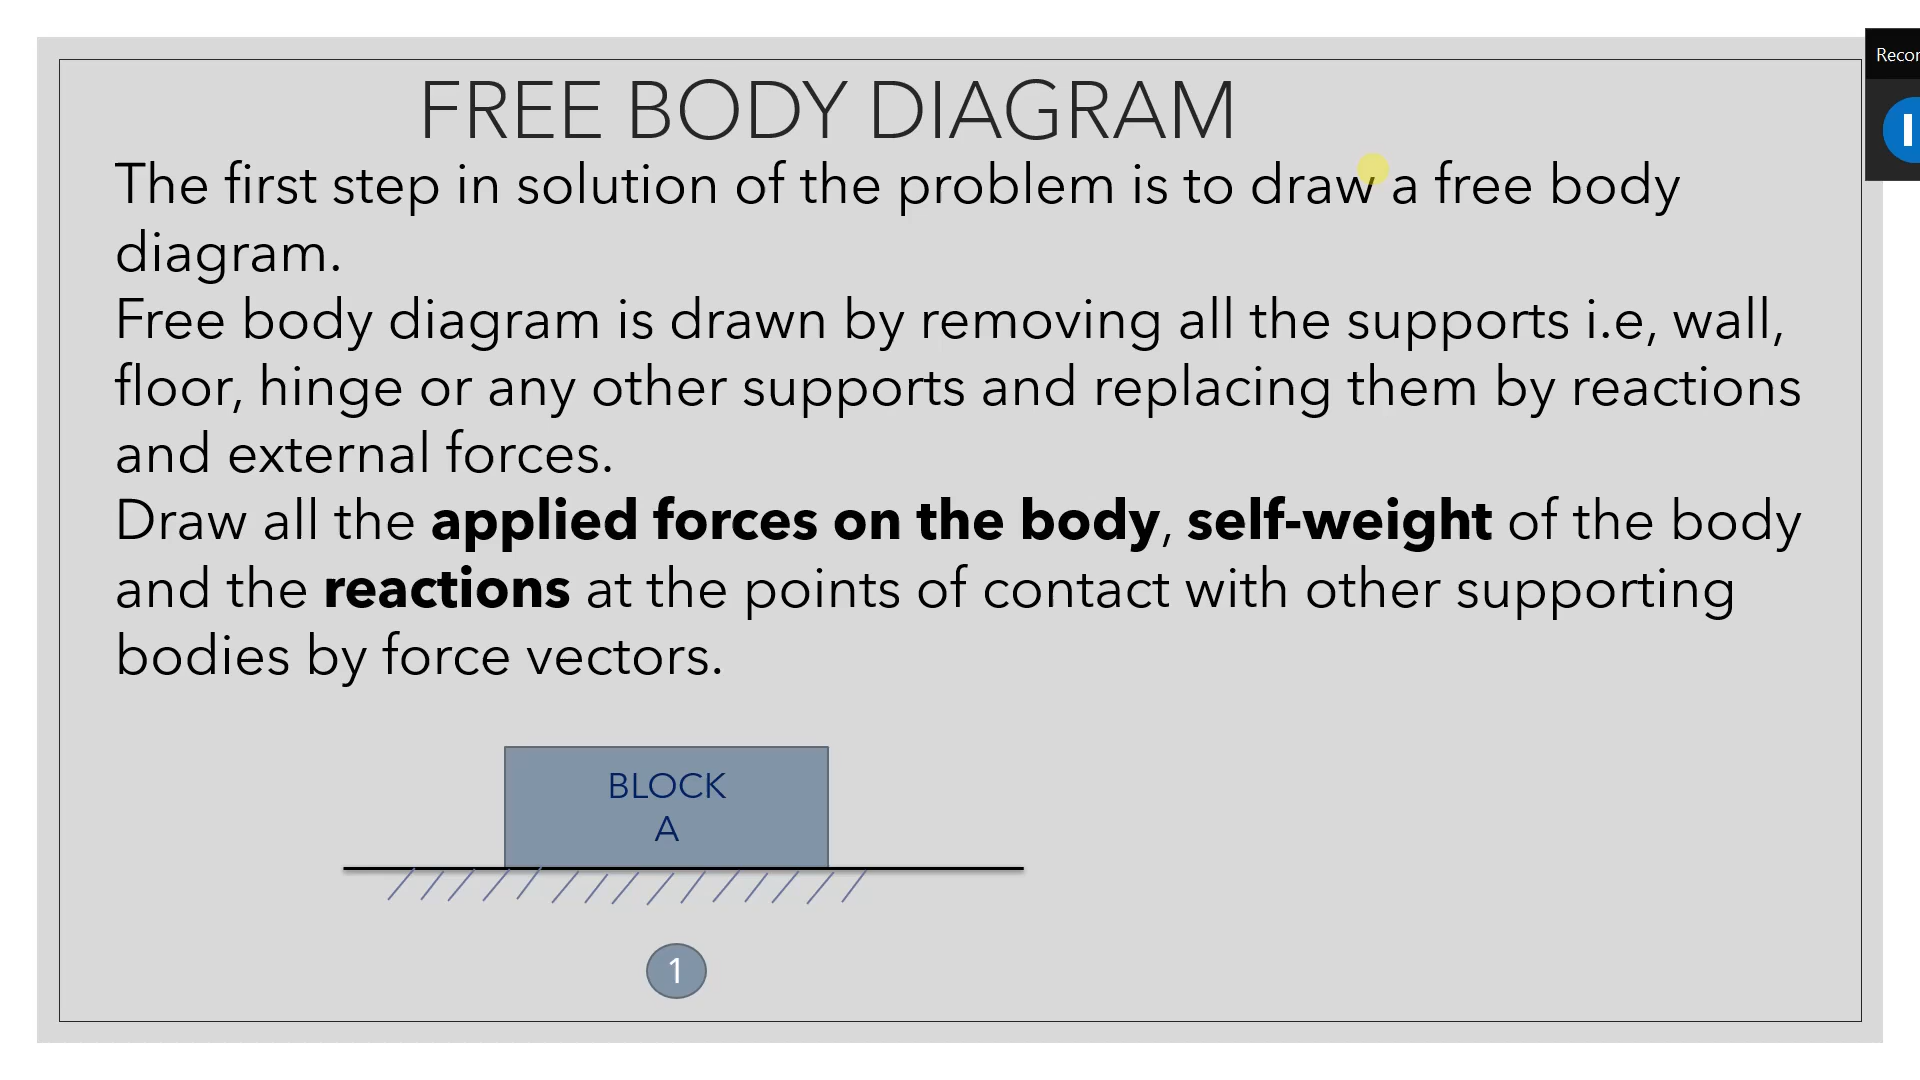 FREE BODY DIAGRAM
The first step in solution of the problem is to draw a free body
diagram.
Free body diagram is drawn by removing all the supports i.e, wall,
floor, hinge or any other supports and replacing them by reactions
and external forces.
Draw all the applied forces on the body, self-weight of the body
and the reactions at the points of contact with other supporting
bodies by force vectors.
BLOCK
A
1